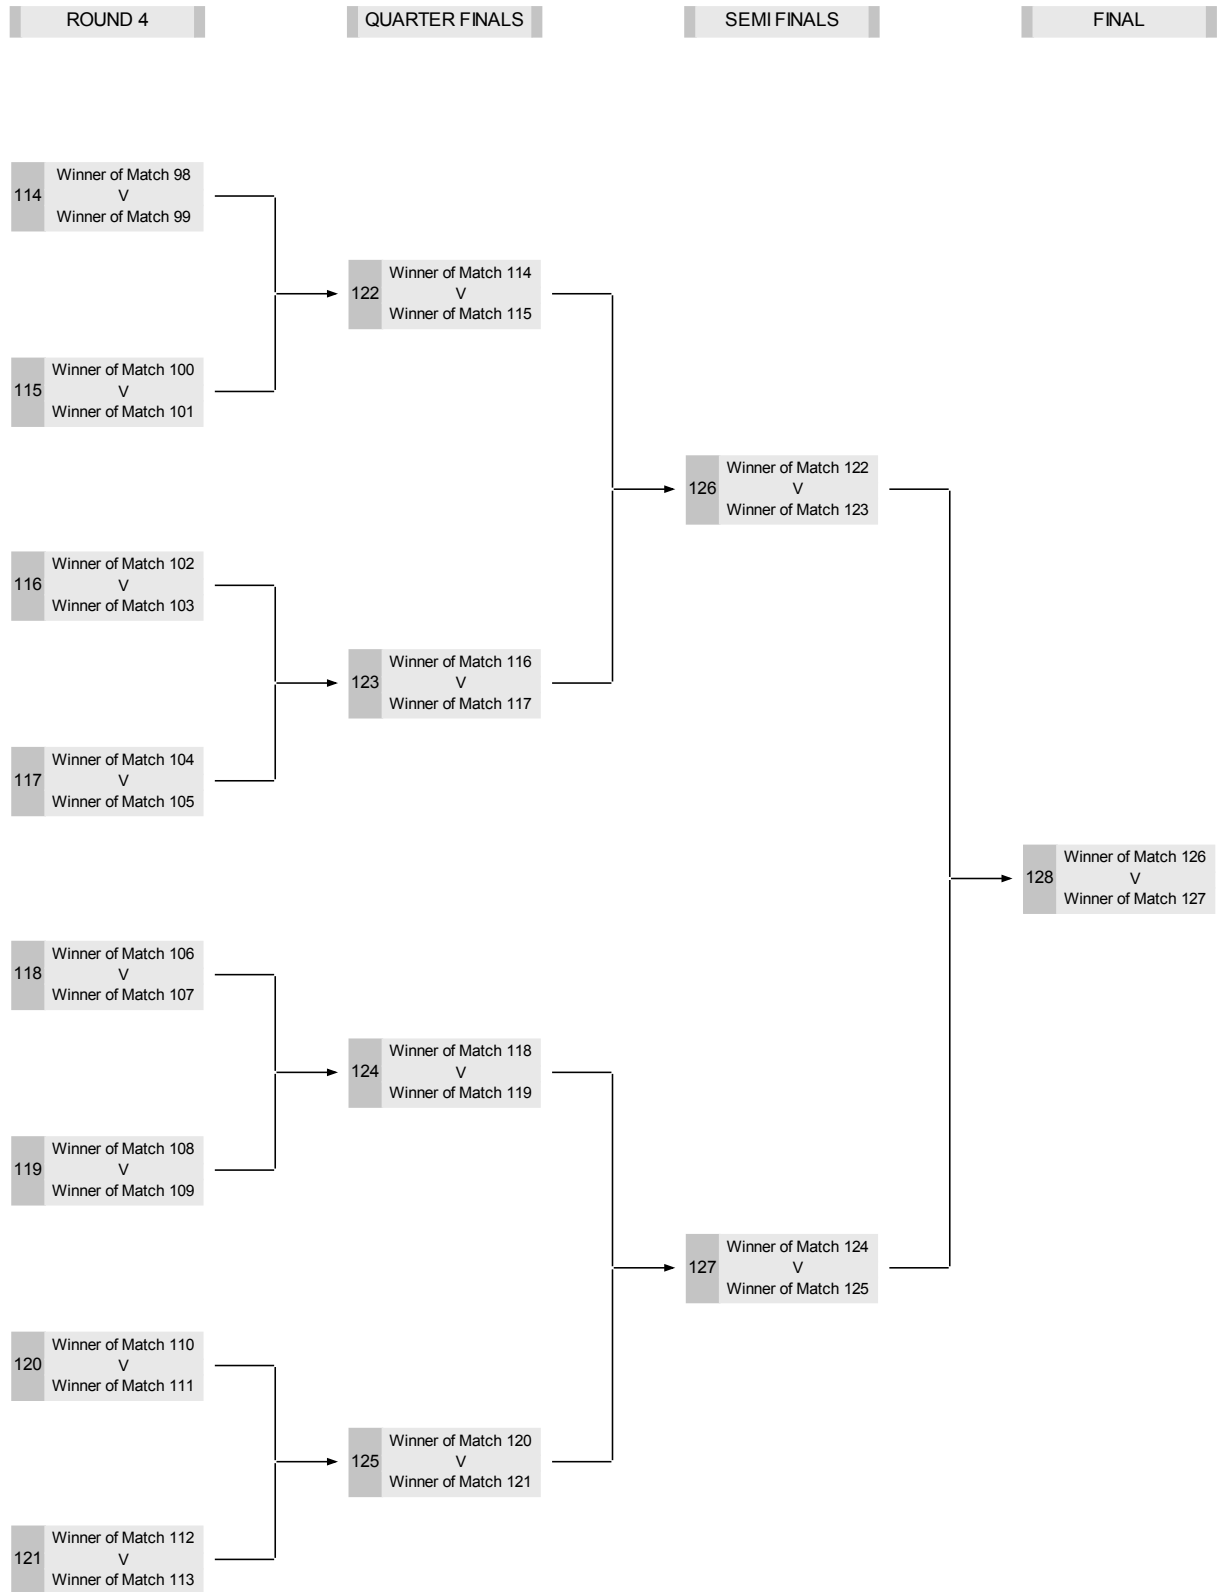 ROUND 4
QUARTER FINALS
SEMI FINALS
FINAL
114
Winner of Match 98
V
Winner of Match 99
115
Winner of Match 100
V
Winner of Match 101
116
Winner of Match 102
V
Winner of Match 103
117
Winner of Match 104
V
Winner of Match 105
118
Winner of Match 106
V
Winner of Match 107
119
Winner of Match 108
V
Winner of Match 109
120
Winner of Match 110
V
Winner of Match 111
121
Winner of Match 112
V
Winner of Match 113
122
Winner of Match 114
V
Winner of Match 115
123
Winner of Match 116
V
Winner of Match 117
124
Winner of Match 118
V
Winner of Match 119
125
Winner of Match 120
V
Winner of Match 121
126
Winner of Match 122
V
Winner of Match 123
127
Winner of Match 124
V
Winner of Match 125
128
Winner of Match 126
V
Winner of Match 127